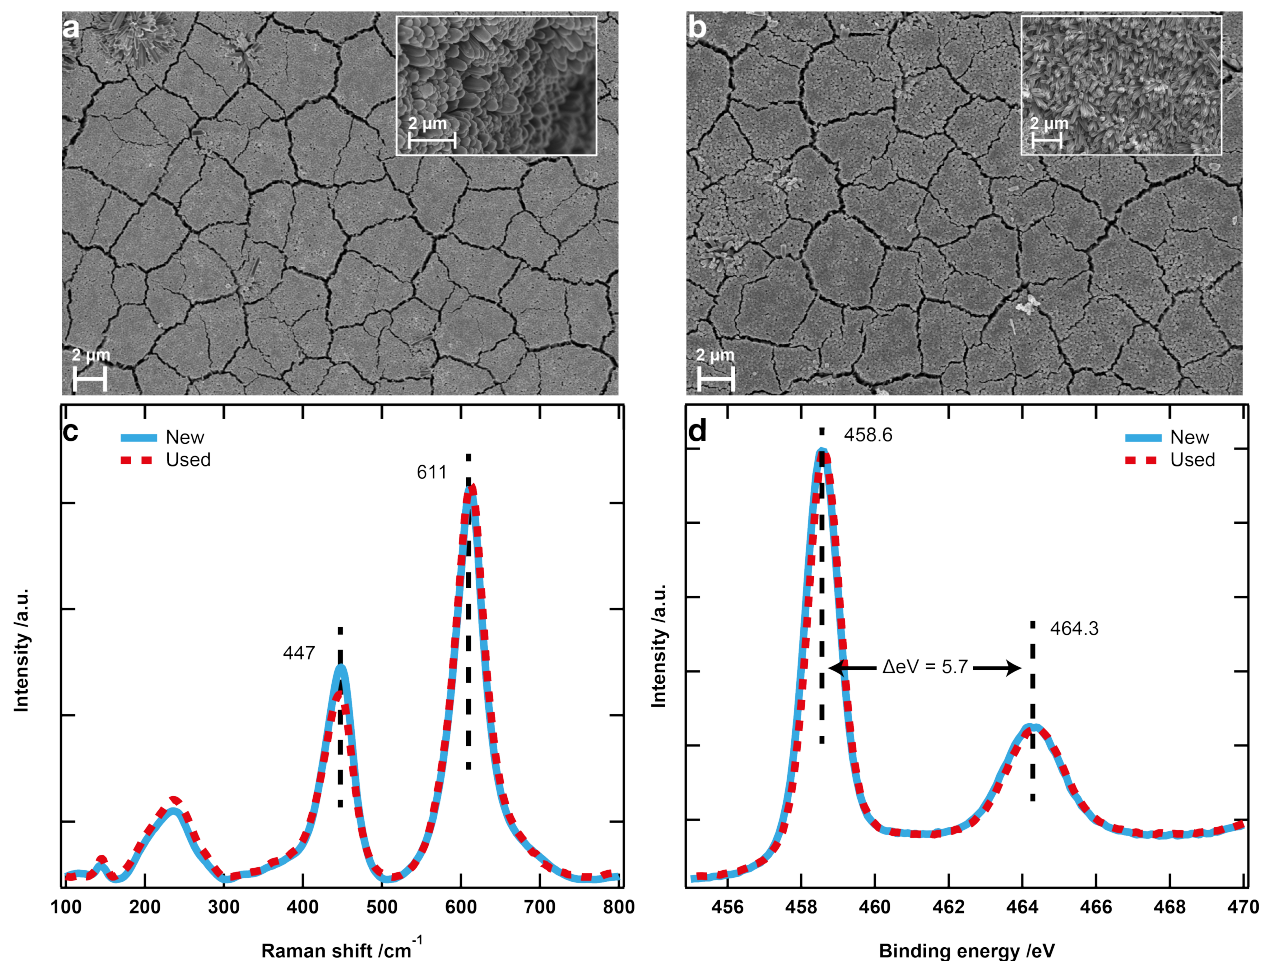 a
2 µm
2 µm
b
2 µm
2 µm
c
New
Used
447
611
Intensity /a.u.
100 200 300 400 500 600 700 800
Raman shift /cm⁻¹
d
New
Used
458.6
464.3
ΔeV = 5.7
Intensity /a.u.
456 458 460 462 464 466 468 470
Binding energy /eV